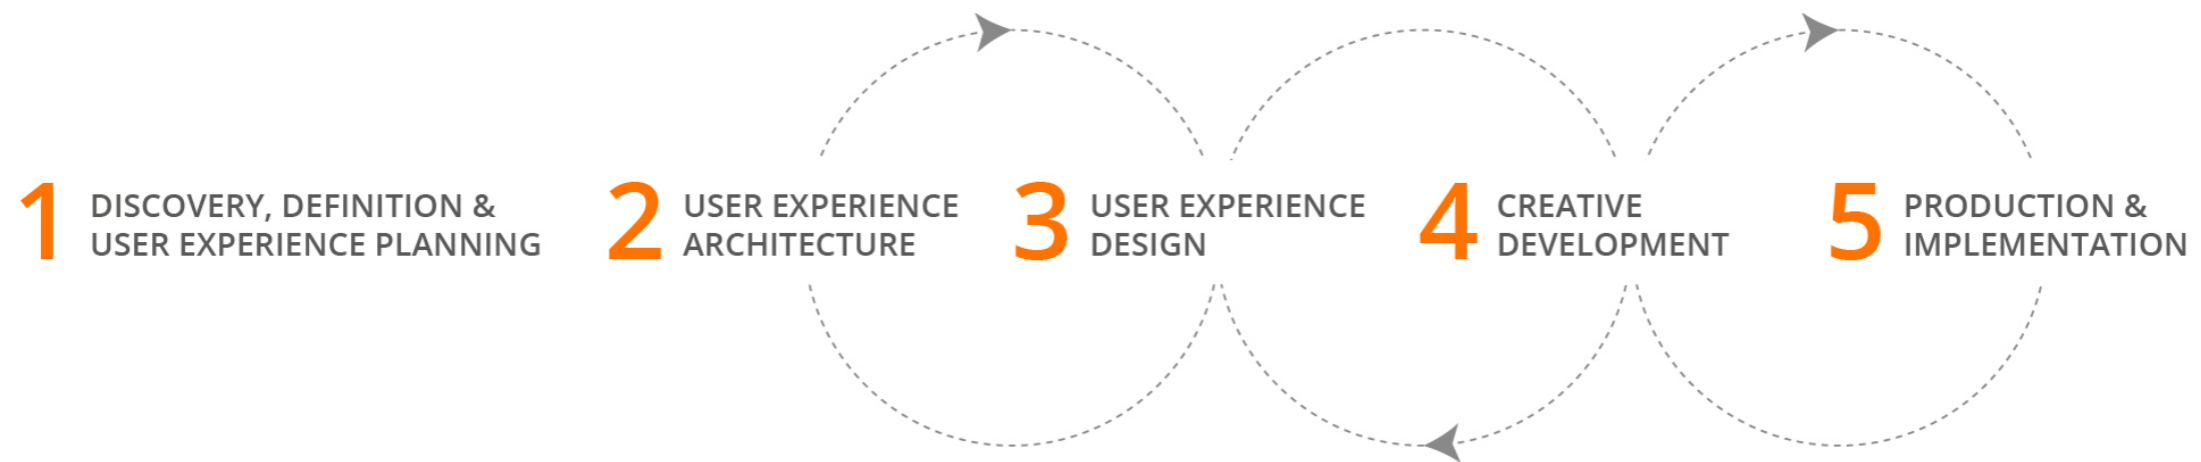 1 DISCOVERY, DEFINITION &
USER EXPERIENCE PLANNING
2 USER EXPERIENCE
ARCHITECTURE
3 USER EXPERIENCE
DESIGN
4 CREATIVE
DEVELOPMENT
5 PRODUCTION &
IMPLEMENTATION